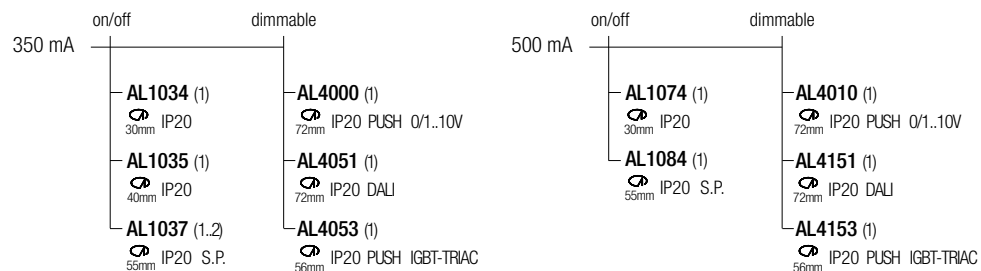 on/off dimmable
350 mA
AL1034 (1) AL4000 (1)
30mm IP20 72mm IP20 PUSH 0/1..10V
AL1035 (1) AL4051 (1)
40mm IP20 72mm IP20 DALI
AL1037 (1..2) AL4053 (1)
55mm IP20 S.P. 56mm IP20 PUSH IGBT-TRIAC
on/off dimmable
500 mA
AL1074 (1) AL4010 (1)
30mm IP20 72mm IP20 PUSH 0/1..10V
AL1084 (1) AL4151 (1)
55mm IP20 S.P. 72mm IP20 DALI
AL4153 (1)
56mm IP20 PUSH IGBT-TRIAC